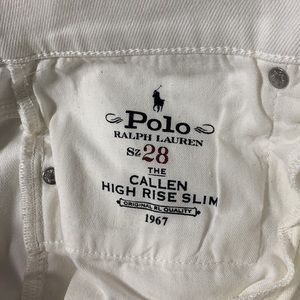 Polo
RALPH LAUREN
Sz 28
THE
CALLEN
HIGH RISE SLIM
ORIGINAL RL QUALITY
1967